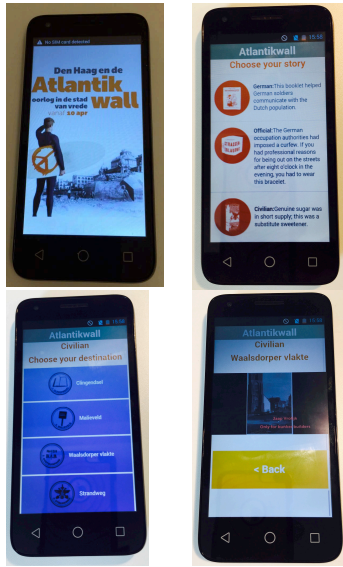 No SIM card detected
Den Haag en de
Atlantik
oorlog in de stad
Wall
van vrede
vanaf 10 apr
15:50
Atlantikwall
Choose your story
German:This booklet helped
German soldiers
communicate with the
Dutch population.
Official:The German
occupation authorities had
imposed a curfew. If you
had professional reasons
for being out on the streets
after eight o'clock in the
evening, you had to wear
this bracelet.
Civilian:Genuine sugar was
in short supply; this was a
substitute sweetener.
Atlantikwall
Civilian
Choose your destination
Clingendael
Malieveld
Waalsdorper vlakte
Strandweg
Atlantikwall
Civilian
Waalsdorper vlakte
< Back